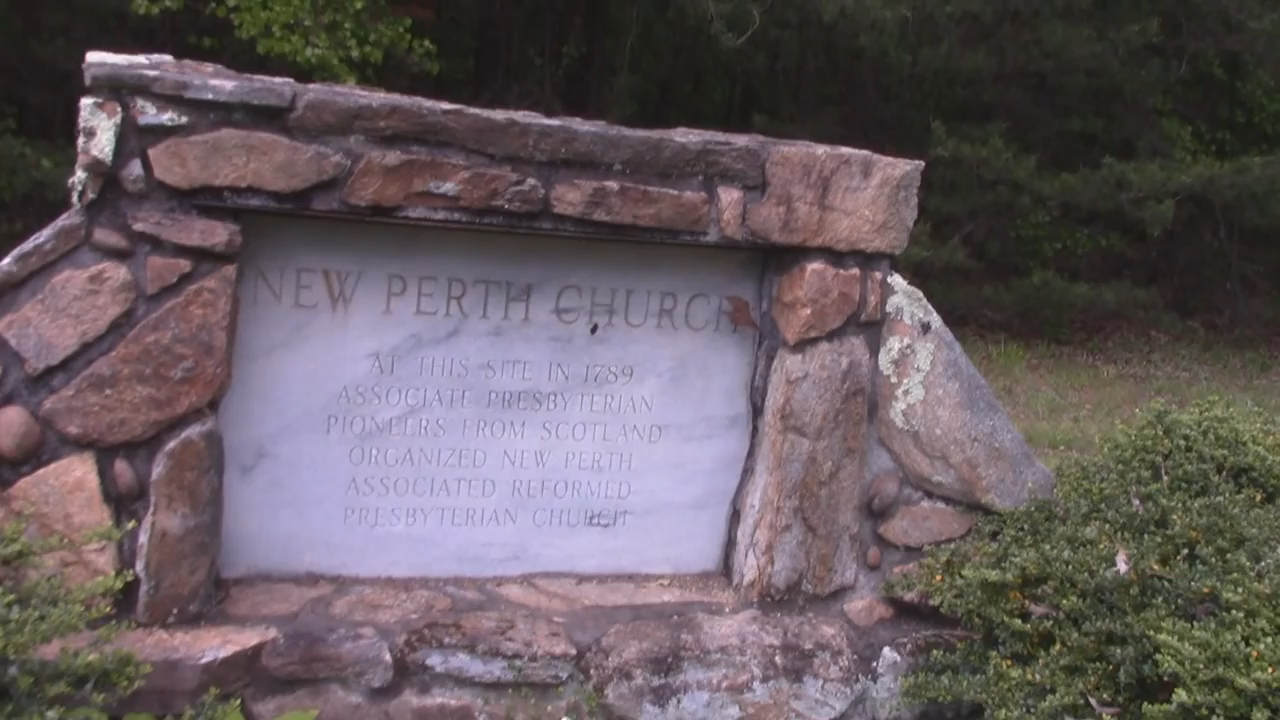 NEW PERTH CHURCH
AT THIS SITE IN 1789
ASSOCIATE PRESBYTERIAN
PIONEERS FROM SCOTLAND
ORGANIZED NEW PERTH
ASSOCIATED REFORMED
PRESBYTERIAN CHURCH